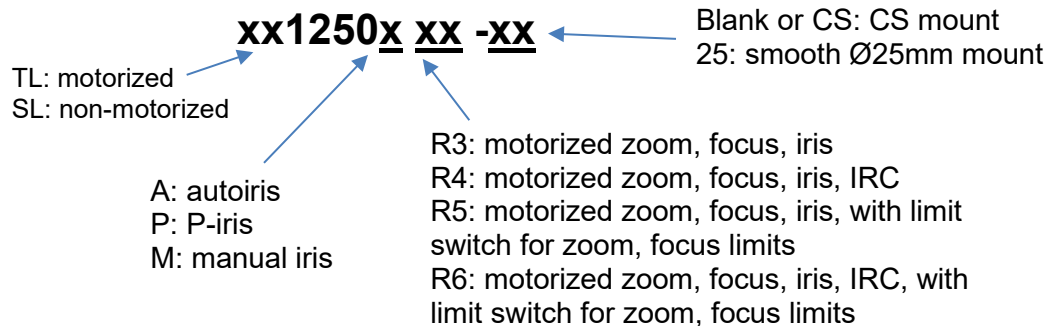 xx1250x xx -xx
Blank or CS: CS mount
25: smooth Ø25mm mount
TL: motorized
SL: non-motorized
A: autoiris
P: P-iris
M: manual iris
R3: motorized zoom, focus, iris
R4: motorized zoom, focus, iris, IRC
R5: motorized zoom, focus, iris, with limit
switch for zoom, focus limits
R6: motorized zoom, focus, iris, IRC, with
limit switch for zoom, focus limits